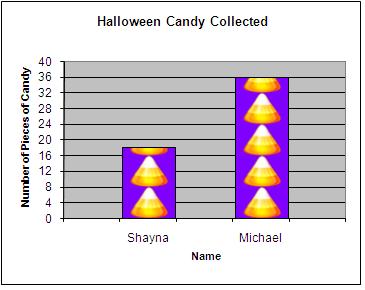 Halloween Candy Collected
Number of Pieces of Candy
40
36
32
28
24
20
16
12
8
4
0
Shayna
Michael
Name